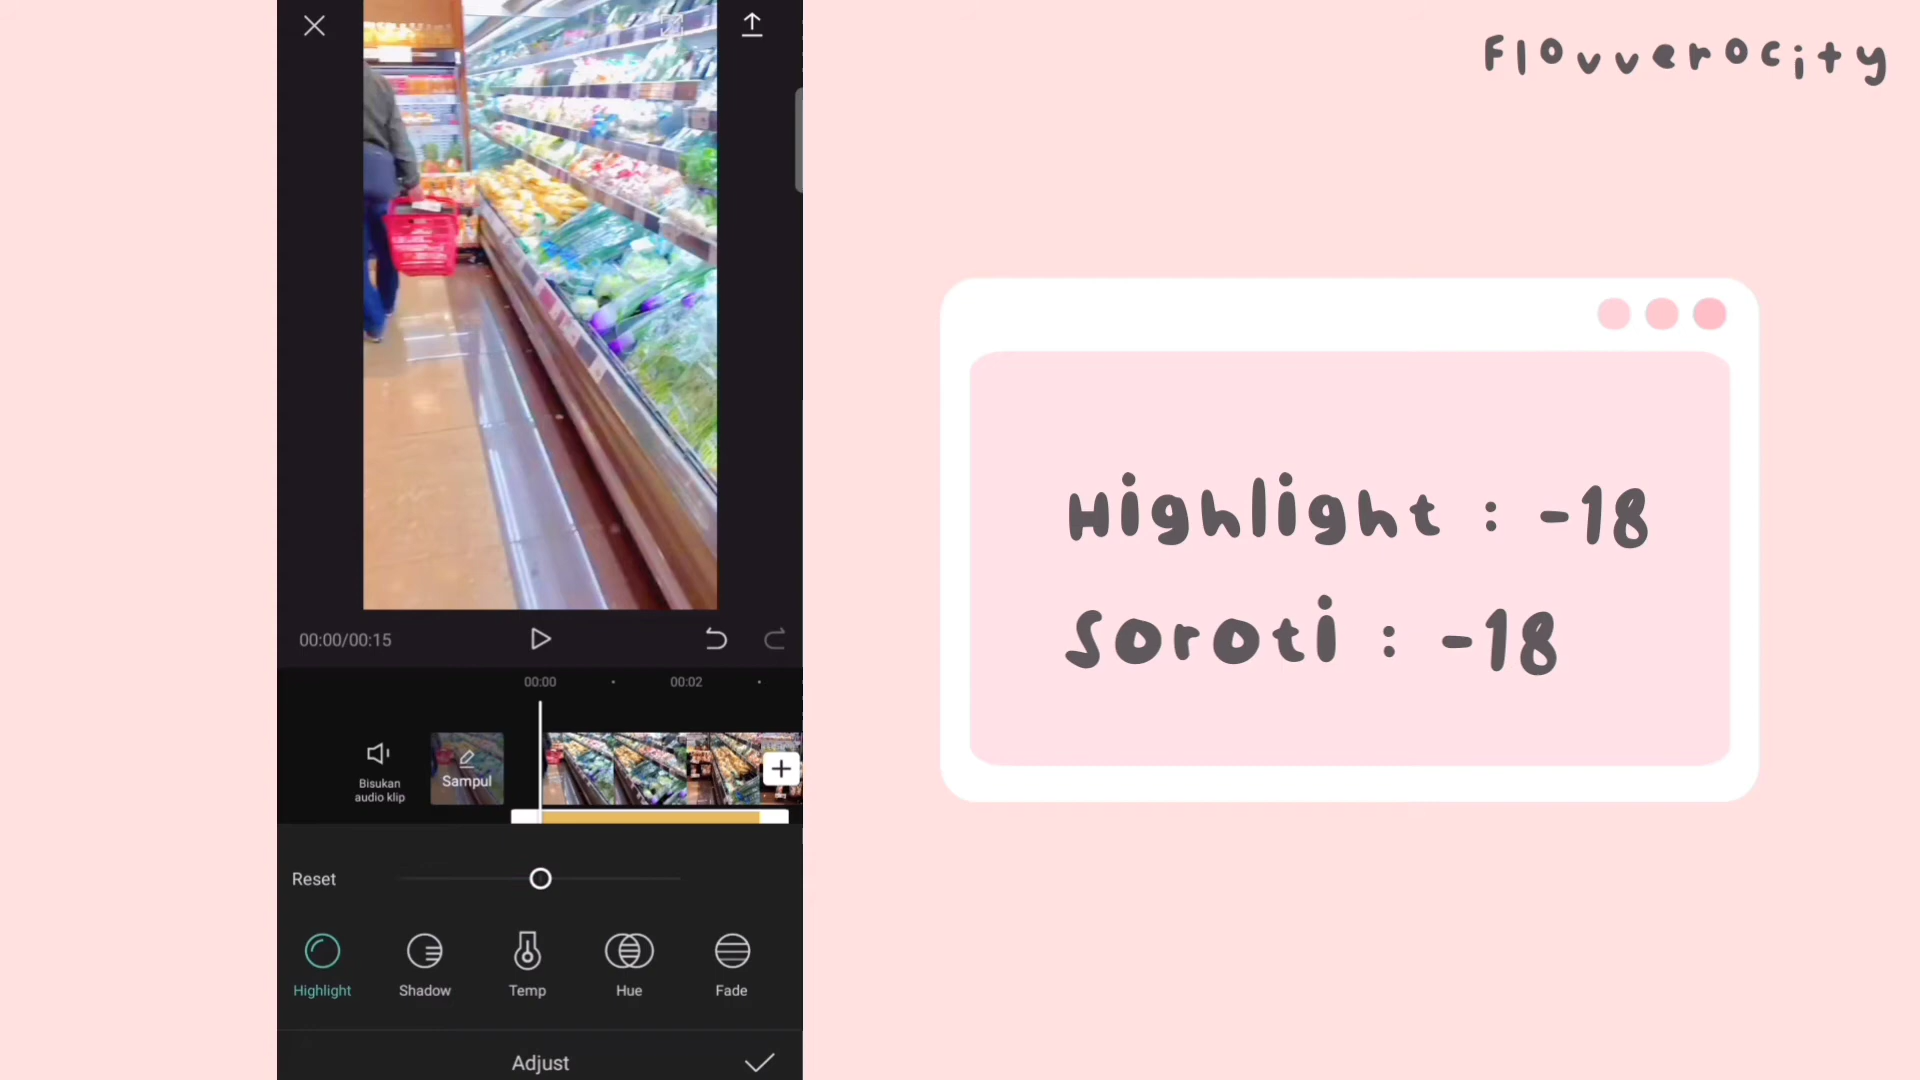 Flovverocity
00:00/00:15
00:00
00:02
Bisukan
audio klip
Sampul
Reset
Highlight
Shadow
Temp
Hue
Fade
Adjust
Highlight : -18
Soroti : -18